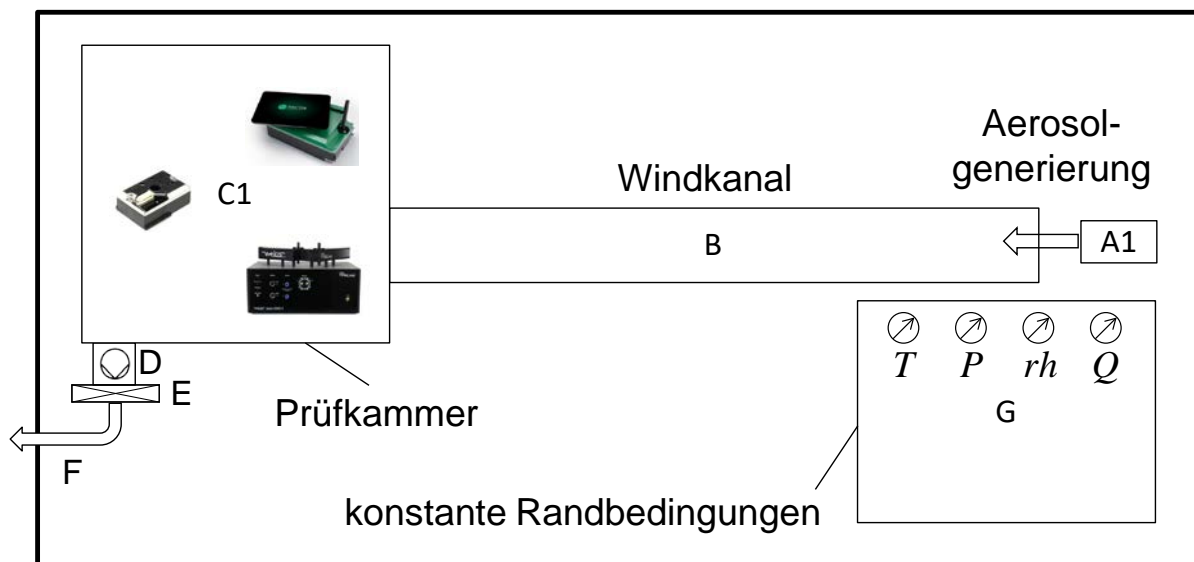 Aerosol-
generierung
Windkanal
C1
B
A1
D
E
F
Prüfkammer
T P rh Q
G
konstante Randbedingungen